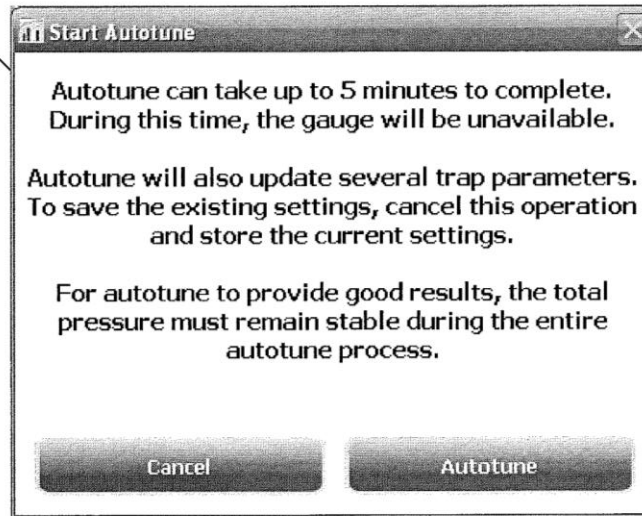 Start Autotune
Autotune can take up to 5 minutes to complete.
During this time, the gauge will be unavailable.
Autotune will also update several trap parameters.
To save the existing settings, cancel this operation
and store the current settings.
For autotune to provide good results, the total
pressure must remain stable during the entire
autotune process.
Cancel
Autotune